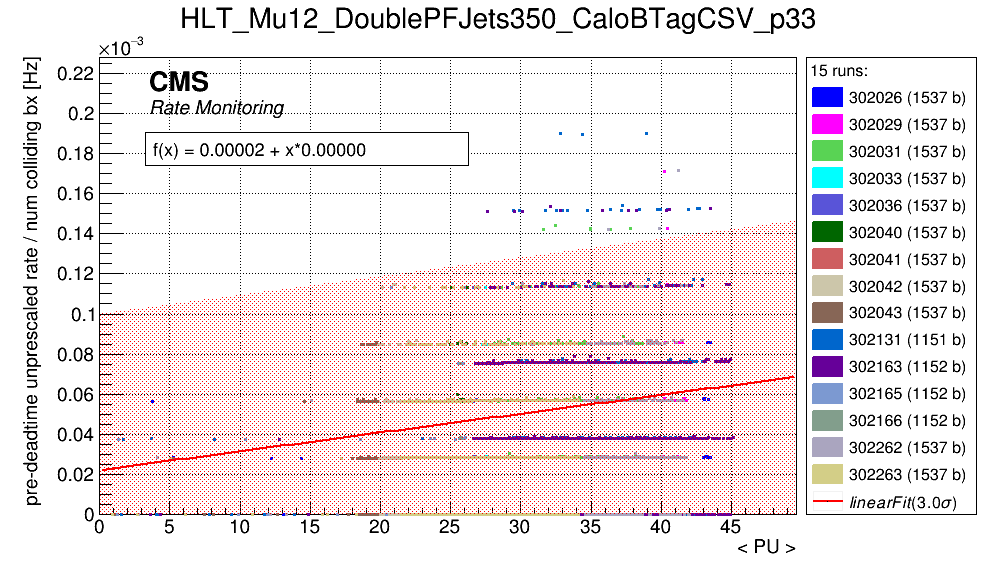 HLT_Mu12_DoublePFJets350_CaloBTagCSV_p33
×10⁻³
pre-deadtime unprescaled rate / num colliding bx [Hz]
0.22
0.2
0.18
0.16
0.14
0.12
0.1
0.08
0.06
0.04
0.02
0
CMS
Rate Monitoring
f(x) = 0.00002 + x*0.00000
0 5 10 15 20 25 30 35 40 45
< PU >
15 runs:
302026 (1537 b)
302029 (1537 b)
302031 (1537 b)
302033 (1537 b)
302036 (1537 b)
302040 (1537 b)
302041 (1537 b)
302042 (1537 b)
302043 (1537 b)
302131 (1151 b)
302163 (1152 b)
302165 (1152 b)
302166 (1152 b)
302262 (1537 b)
302263 (1537 b)
linearFit(3.0σ)